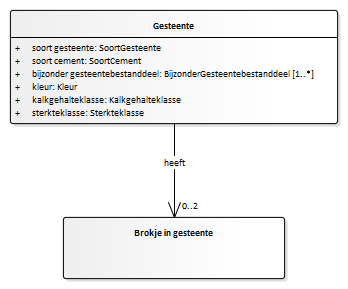 Gesteente
+ soort gesteente: SoortGesteente
+ soort cement: SoortCement
+ bijzonder gesteentebestanddeel: BijzonderGesteentebestanddeel [1..*]
+ kleur: Kleur
+ kalkgehalteklasse: Kalkgehalteklasse
+ sterkteklasse: Sterkteklasse
heeft
0..2
Brokje in gesteente